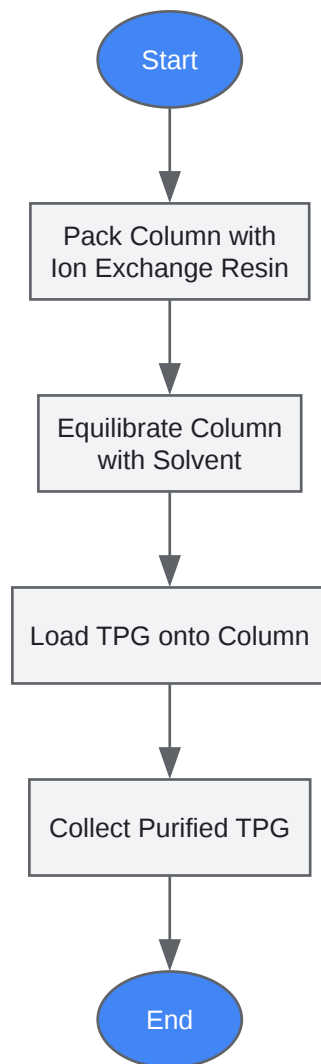 Start
Pack Column with
Ion Exchange Resin
Equilibrate Column
with Solvent
Load TPG onto Column
Collect Purified TPG
End